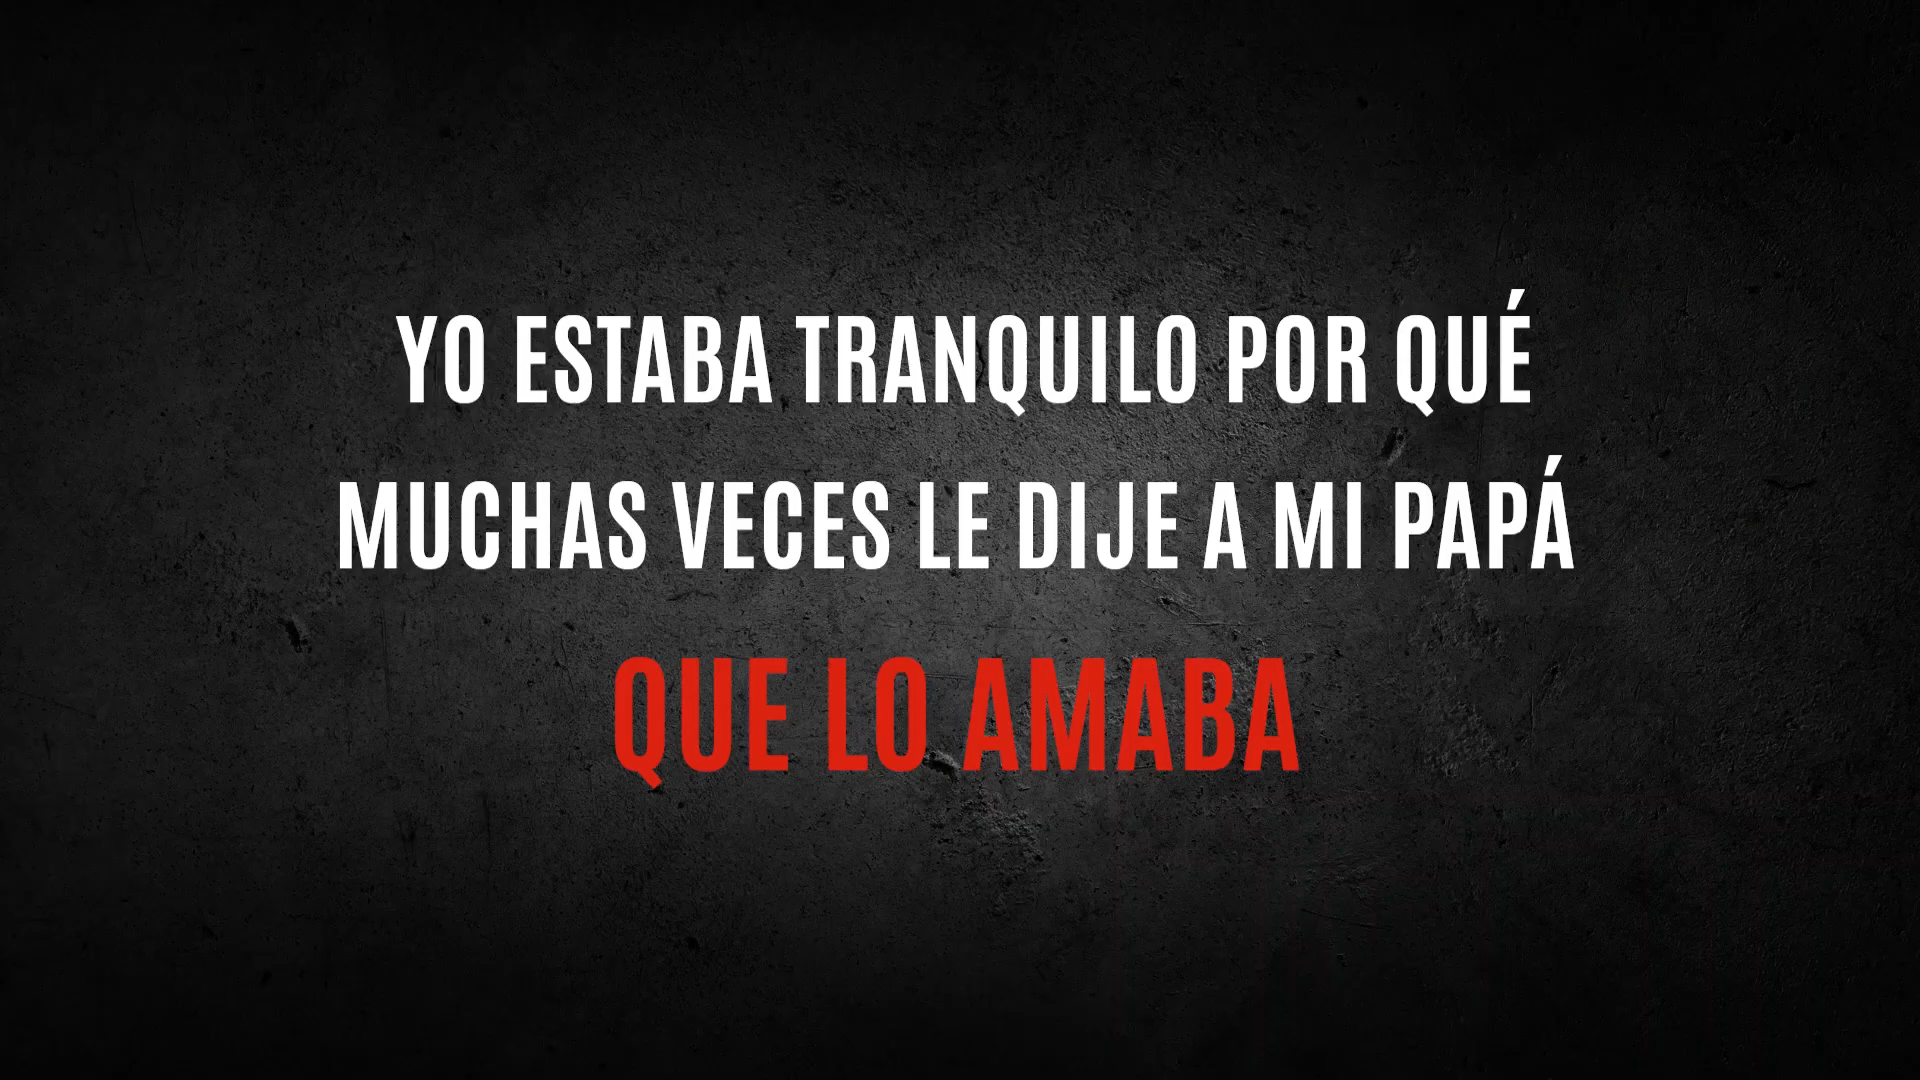 YO ESTABA TRANQUILO POR QUÉ
MUCHAS VECES LE DIJE A MI PAPÁ
QUE LO AMABA